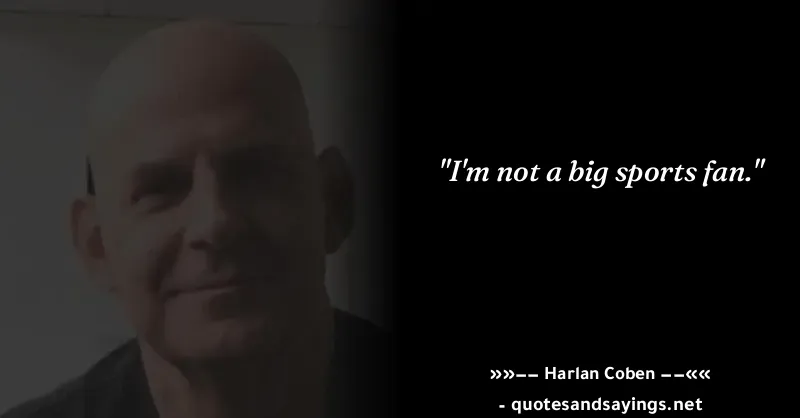 "I'm not a big sports fan."
»»−− Harlan Coben −−««
- quotesandsayings.net